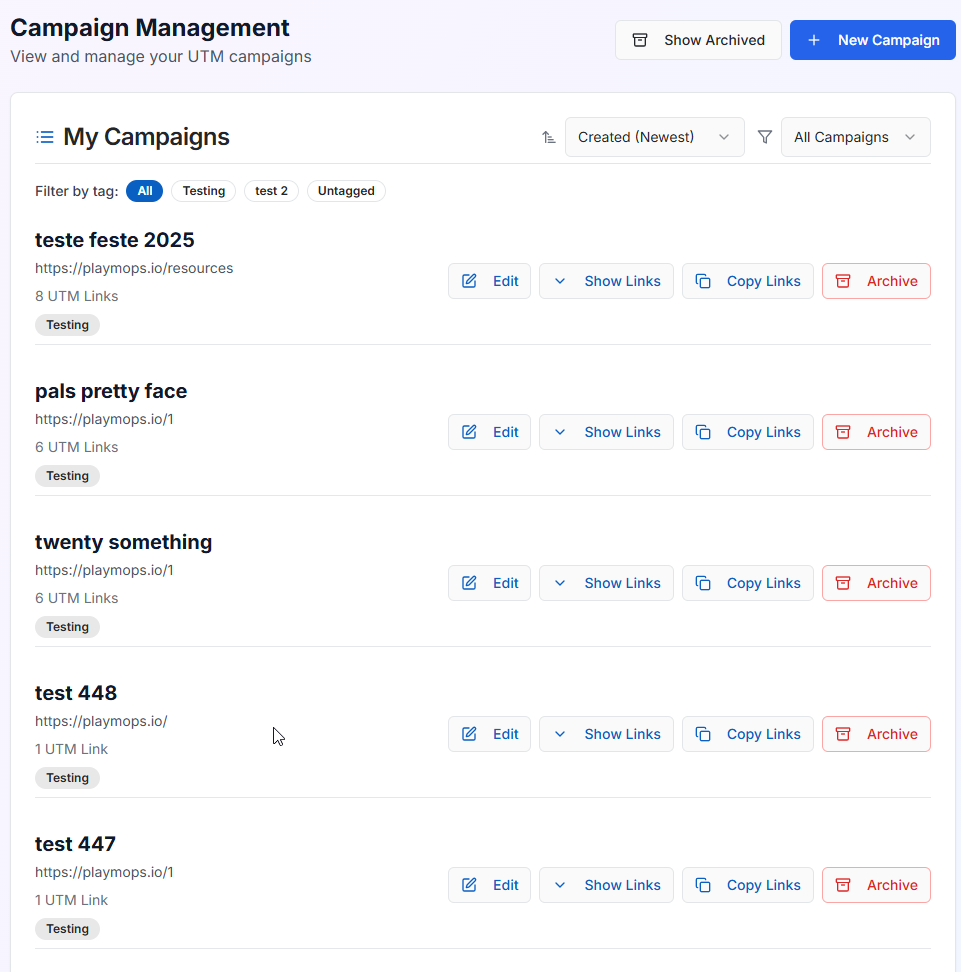 Campaign Management
View and manage your UTM campaigns
Show Archived
New Campaign
My Campaigns
Created (Newest)
All Campaigns
Filter by tag: All Testing test 2 Untagged
teste feste 2025
https://playmops.io/resources
8 UTM Links
Testing
Edit Show Links Copy Links Archive
pals pretty face
https://playmops.io/1
6 UTM Links
Testing
Edit Show Links Copy Links Archive
twenty something
https://playmops.io/1
6 UTM Links
Testing
Edit Show Links Copy Links Archive
test 448
https://playmops.io/
1 UTM Link
Testing
Edit Show Links Copy Links Archive
test 447
https://playmops.io/1
1 UTM Link
Testing
Edit Show Links Copy Links Archive